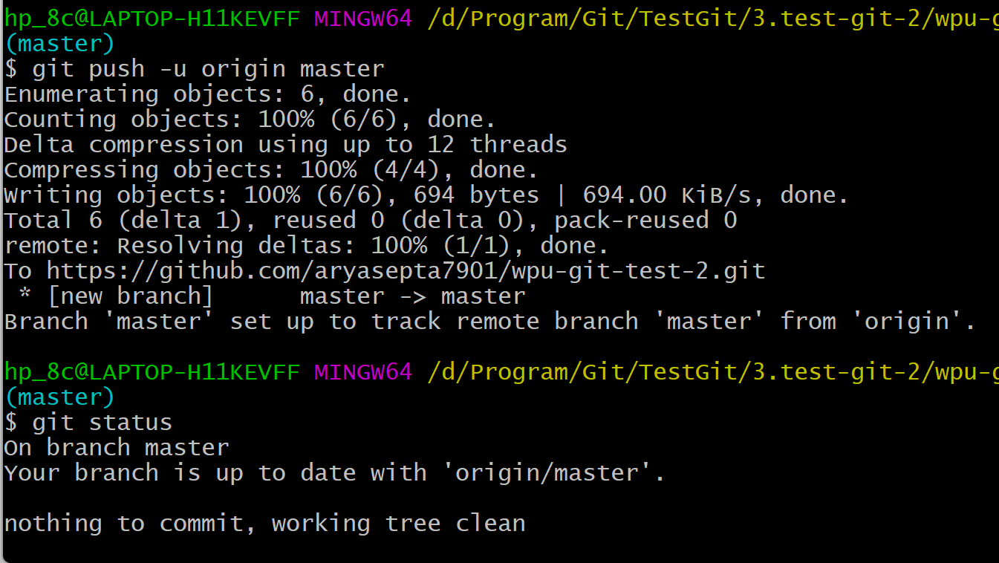 hp_8c@LAPTOP-H11KEVFF MINGW64 /d/Program/Git/TestGit/3.test-git-2/wpu-g
(master)
$ git push -u origin master
Enumerating objects: 6, done.
Counting objects: 100% (6/6), done.
Delta compression using up to 12 threads
Compressing objects: 100% (4/4), done.
Writing objects: 100% (6/6), 694 bytes | 694.00 KiB/s, done.
Total 6 (delta 1), reused 0 (delta 0), pack-reused 0
remote: Resolving deltas: 100% (1/1), done.
To https://github.com/aryasepta7901/wpu-git-test-2.git
 * [new branch]      master -> master
Branch 'master' set up to track remote branch 'master' from 'origin'.

hp_8c@LAPTOP-H11KEVFF MINGW64 /d/Program/Git/TestGit/3.test-git-2/wpu-g
(master)
$ git status
On branch master
Your branch is up to date with 'origin/master'.

nothing to commit, working tree clean